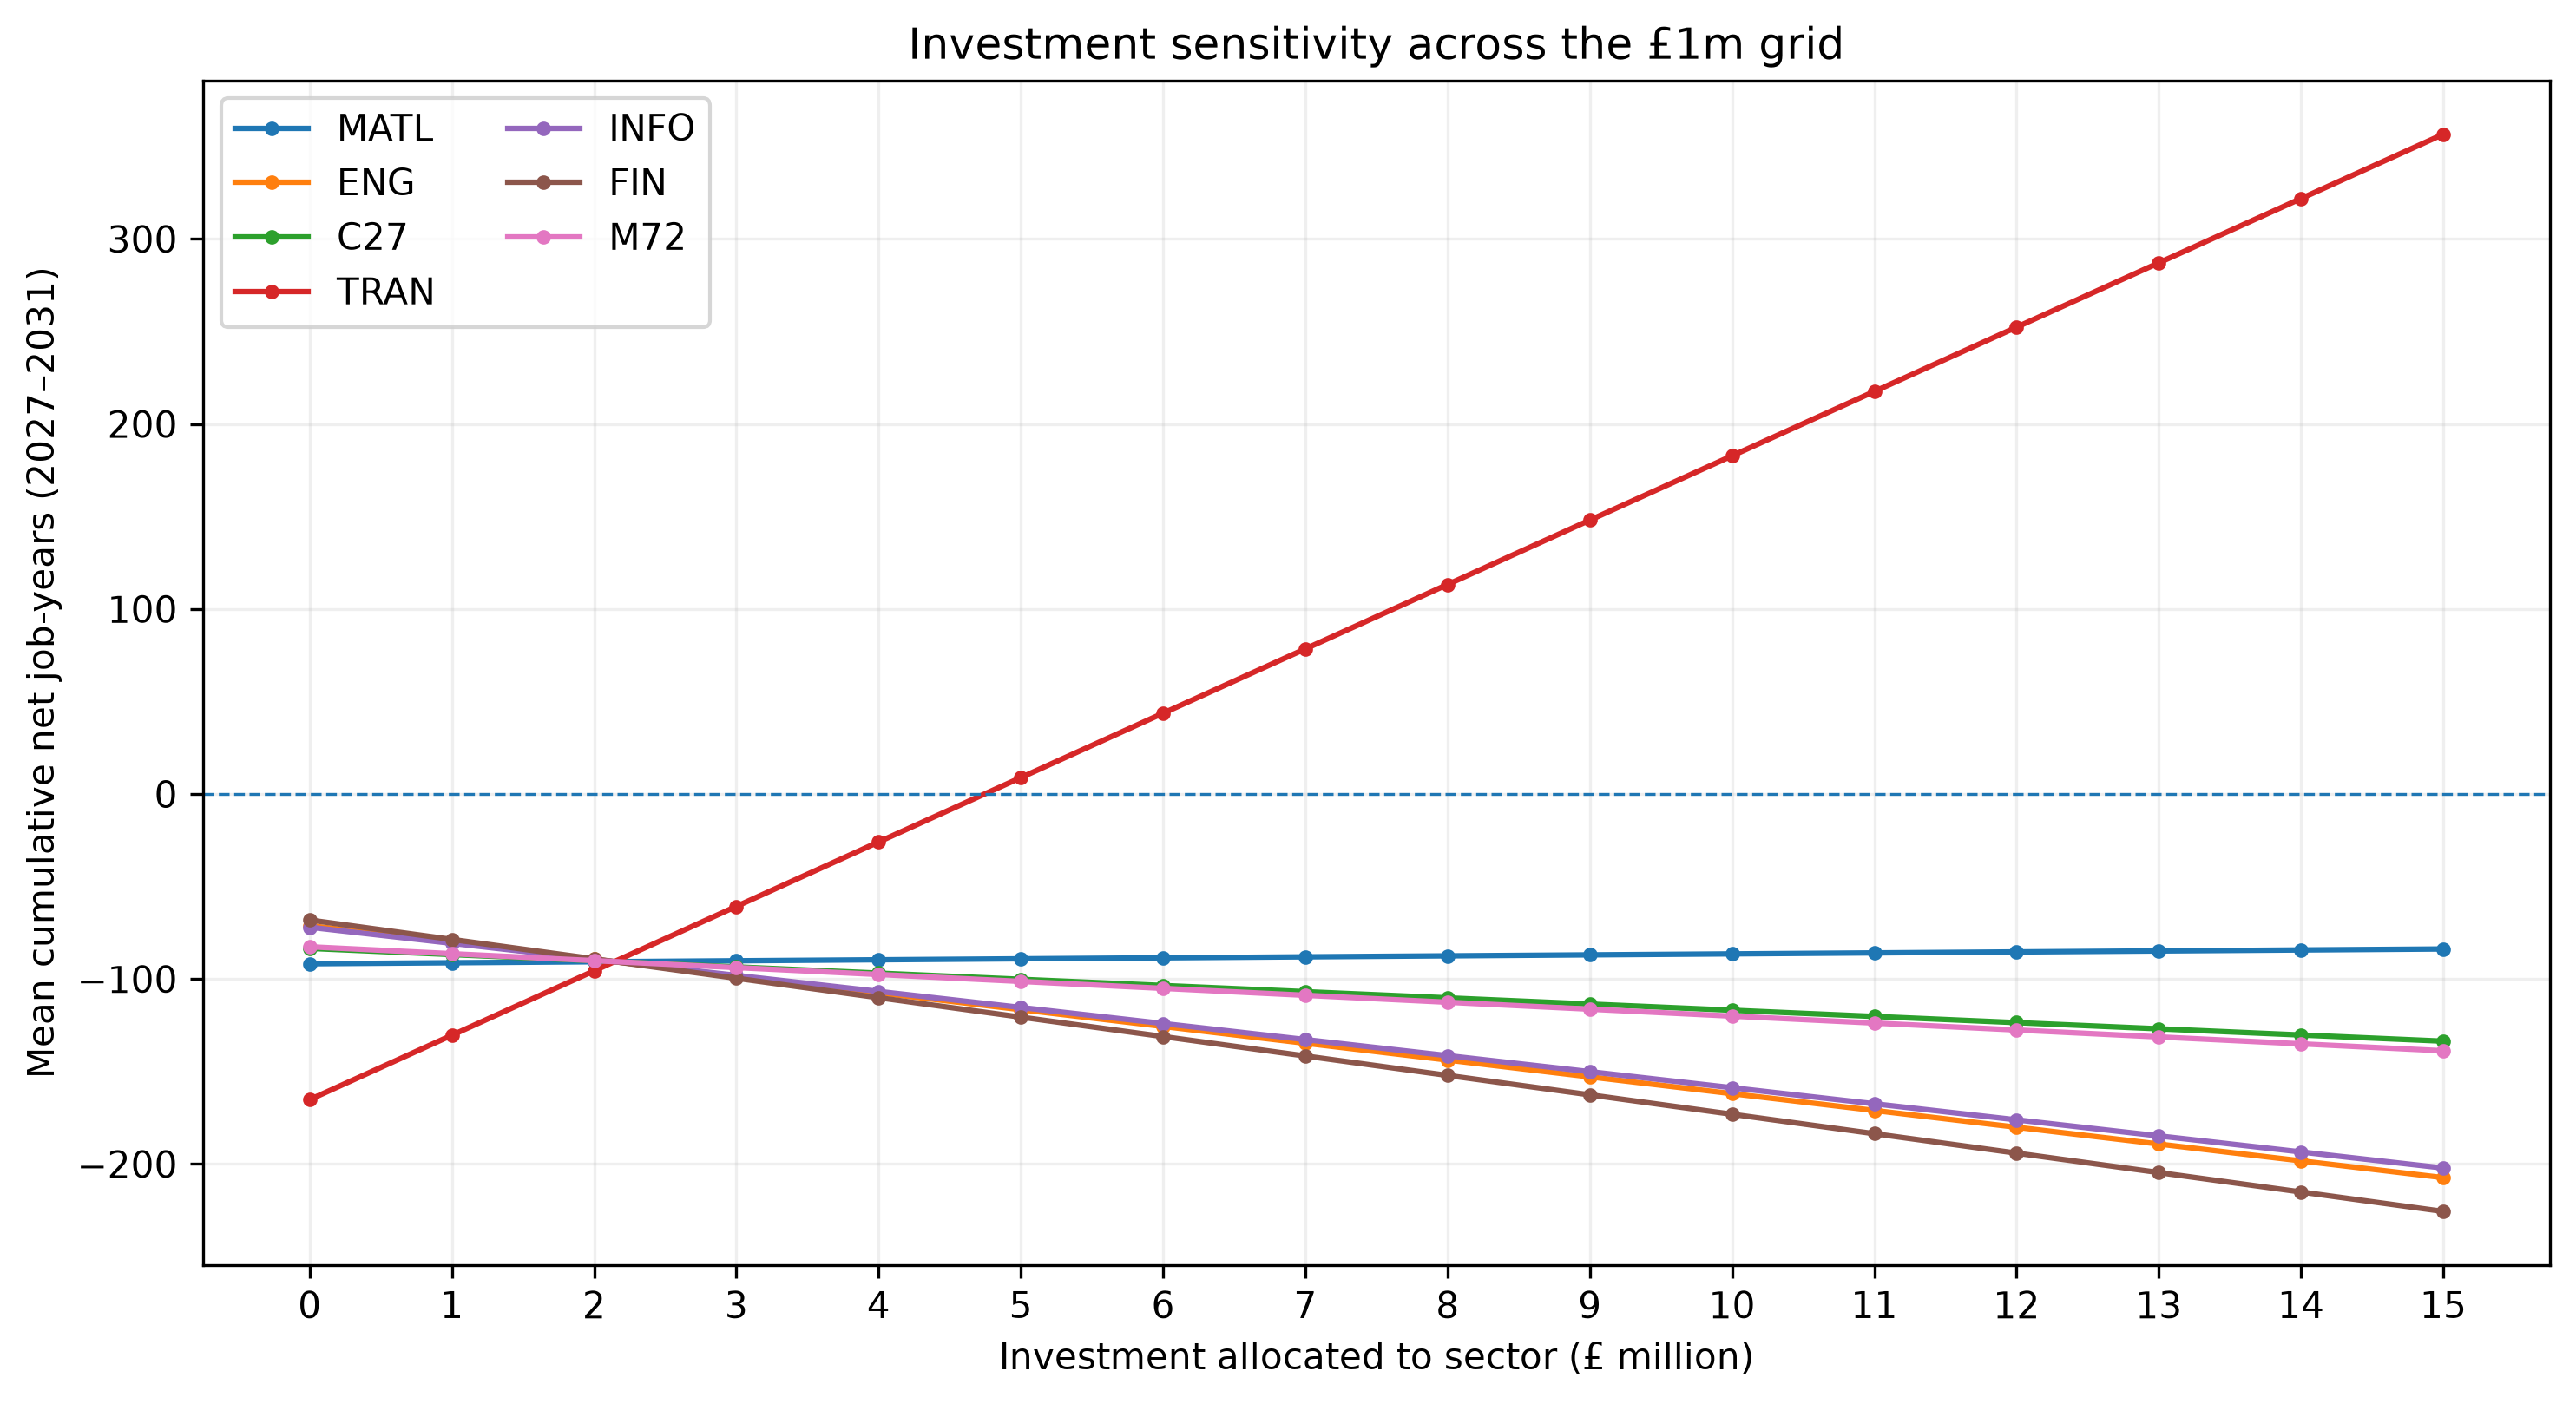 Investment sensitivity across the £1m grid
MATL
ENG
C27
TRAN
INFO
FIN
M72
Mean cumulative net job-years (2027–2031)
300
200
100
0
−100
−200
0 1 2 3 4 5 6 7 8 9 10 11 12 13 14 15
Investment allocated to sector (£ million)